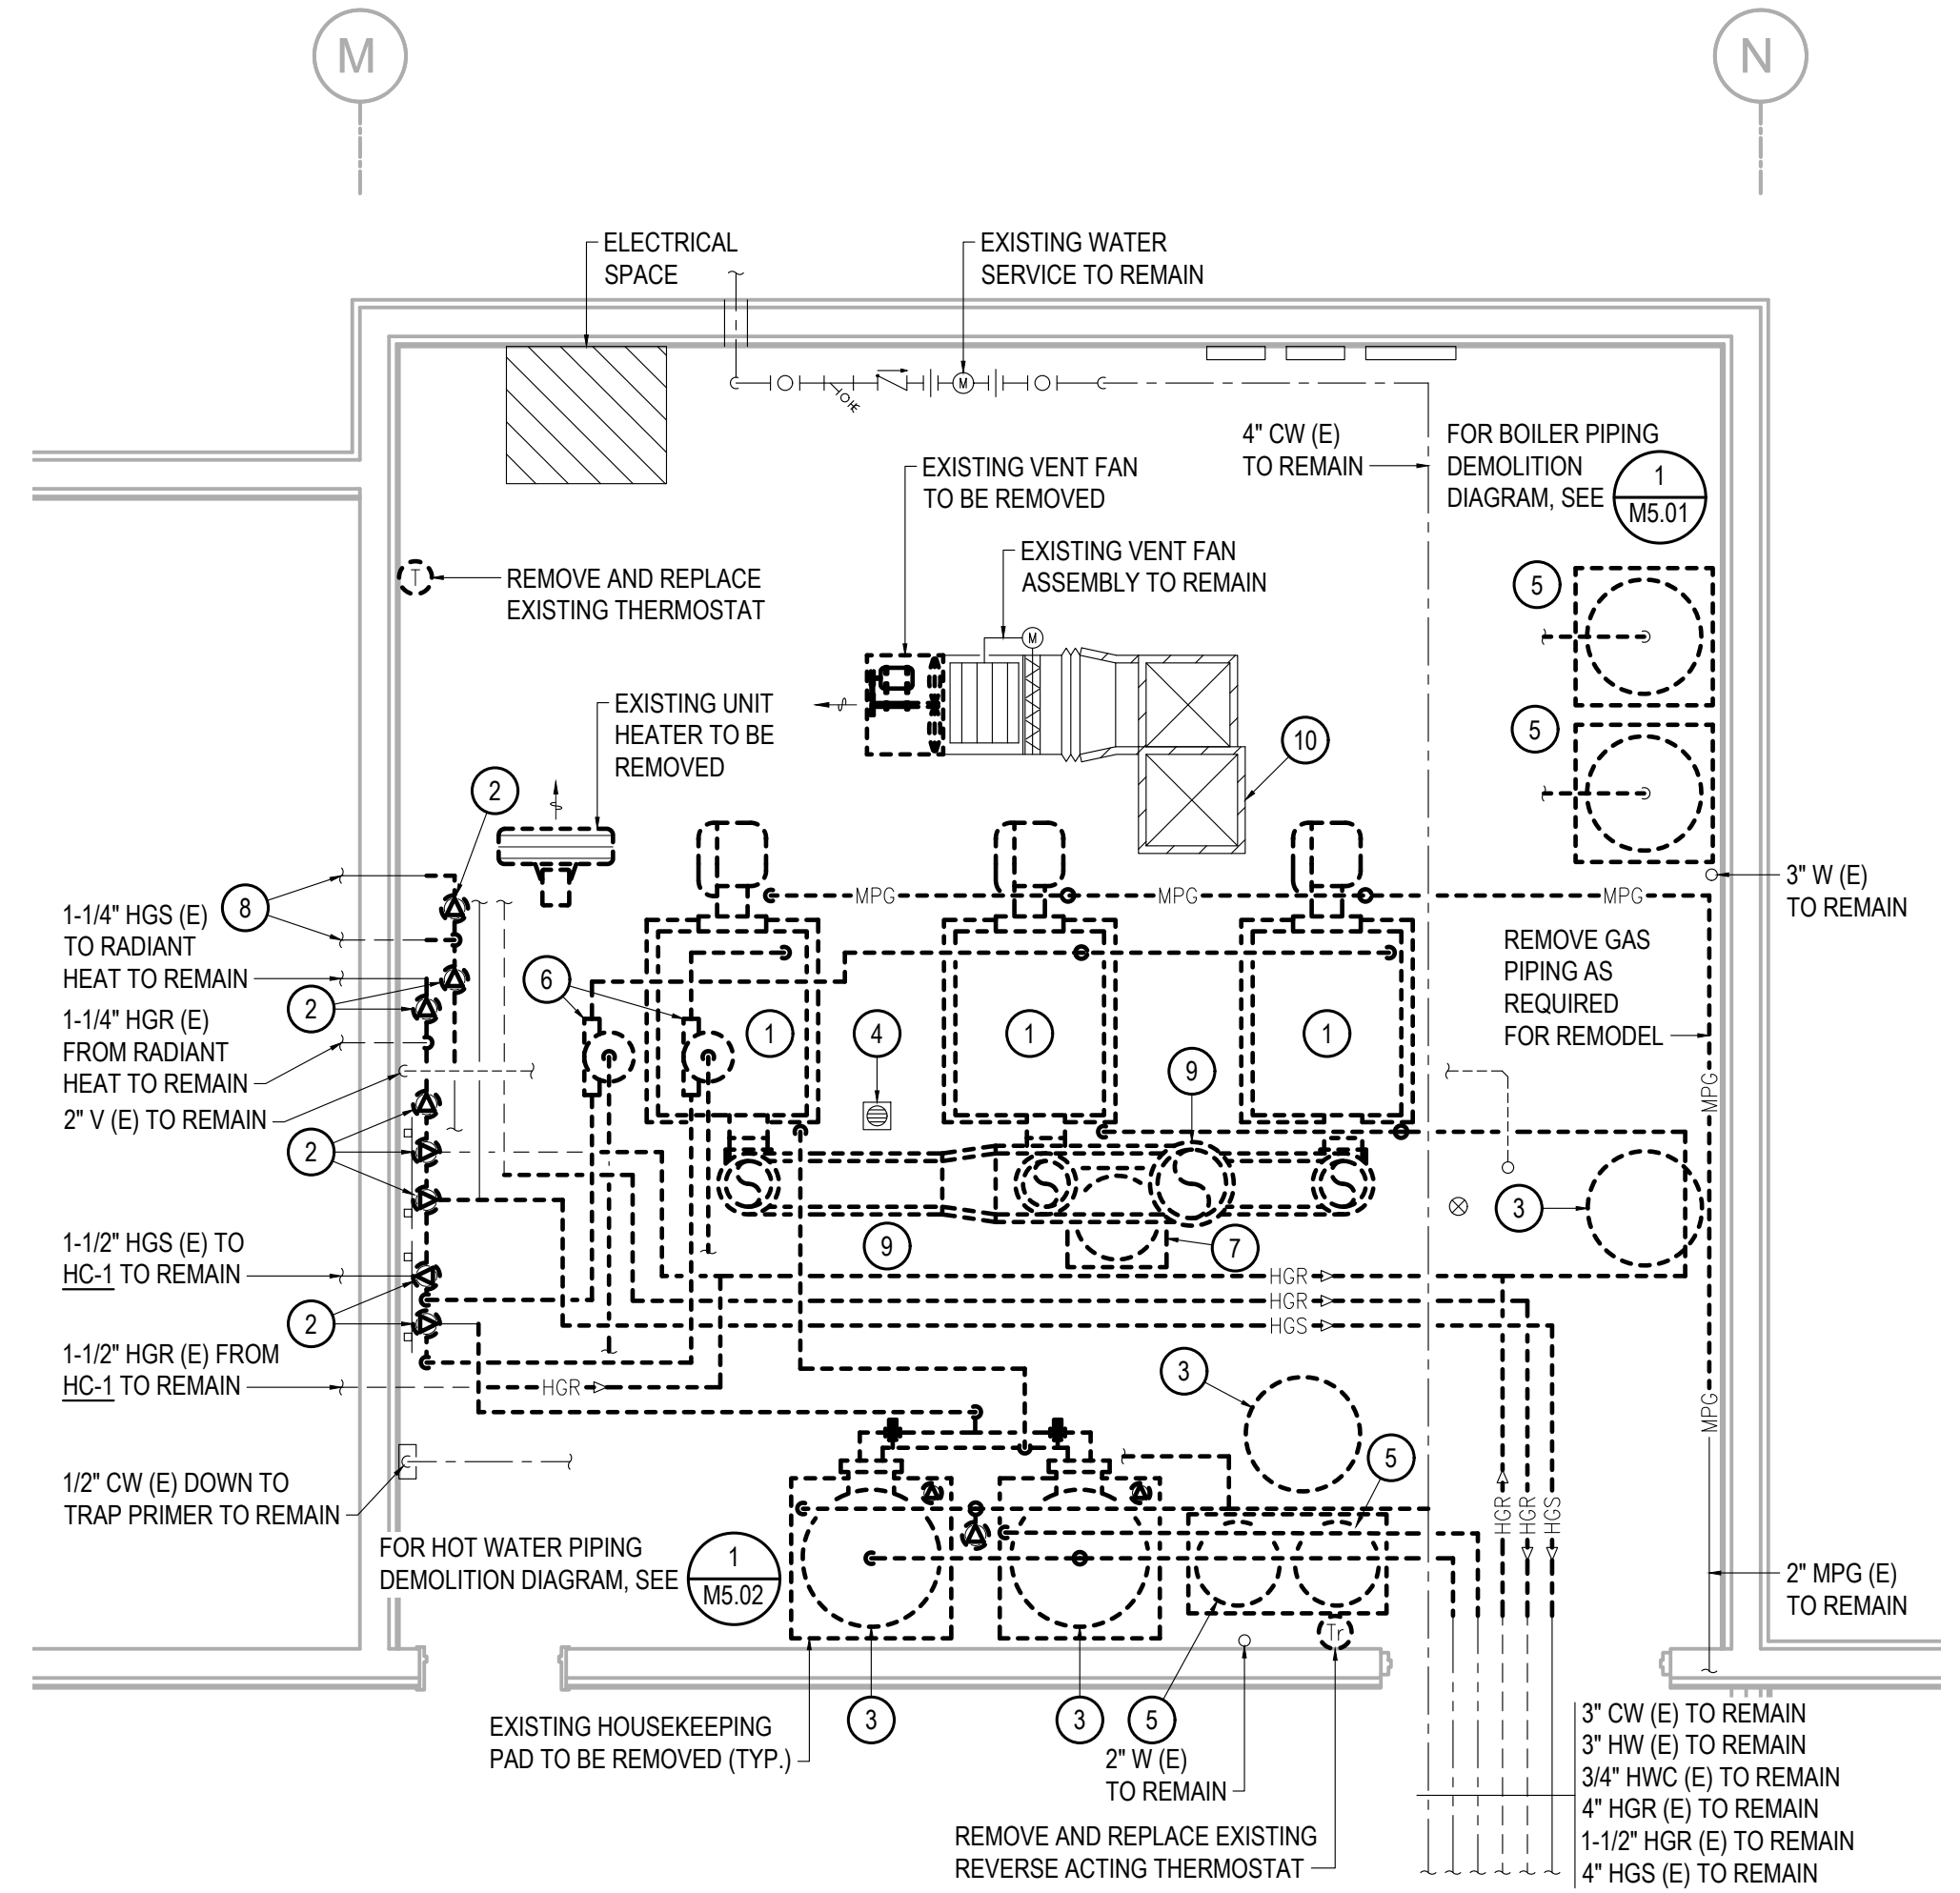 M
N
ELECTRICAL
SPACE
EXISTING WATER
SERVICE TO REMAIN
M
4" CW (E)
TO REMAIN
FOR BOILER PIPING
DEMOLITION
DIAGRAM, SEE
1
M5.01
EXISTING VENT FAN
TO BE REMOVED
EXISTING VENT FAN
ASSEMBLY TO REMAIN
T
REMOVE AND REPLACE
EXISTING THERMOSTAT
5
M
EXISTING UNIT
HEATER TO BE
REMOVED
5
10
2
3" W (E)
TO REMAIN
MPG
MPG
MPG
8
1-1/4" HGS (E)
TO RADIANT
HEAT TO REMAIN
REMOVE GAS
PIPING AS
REQUIRED
FOR REMODEL
6
2
1-1/4" HGR (E)
FROM RADIANT
HEAT TO REMAIN
1
4
1
1
9
MPG
2" V (E) TO REMAIN
2
3
9
7
1-1/2" HGS (E) TO
HC-1 TO REMAIN
HGR
HGR
HGS
2
1-1/2" HGR (E) FROM
HC-1 TO REMAIN
HGR
3
MPG
5
1/2" CW (E) DOWN TO
TRAP PRIMER TO REMAIN
HGR
HGR
HGS
FOR HOT WATER PIPING
DEMOLITION DIAGRAM, SEE
1
M5.02
2" MPG (E)
TO REMAIN
Tr
EXISTING HOUSEKEEPING
PAD TO BE REMOVED (TYP.)
3
3
5
2" W (E)
TO REMAIN
REMOVE AND REPLACE EXISTING
REVERSE ACTING THERMOSTAT
3" CW (E) TO REMAIN
3" HW (E) TO REMAIN
3/4" HWC (E) TO REMAIN
4" HGR (E) TO REMAIN
1-1/2" HGR (E) TO REMAIN
4" HGS (E) TO REMAIN